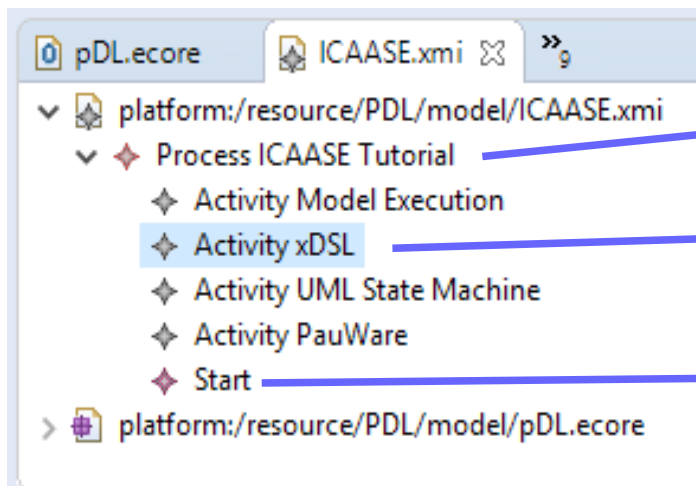 pDL.ecore ICAASE.xmi »9
platform:/resource/PDL/model/ICAASE.xmi
Process ICAASE Tutorial
Activity Model Execution
Activity xDSL
Activity UML State Machine
Activity PauWare
Start
platform:/resource/PDL/model/pDL.ecore